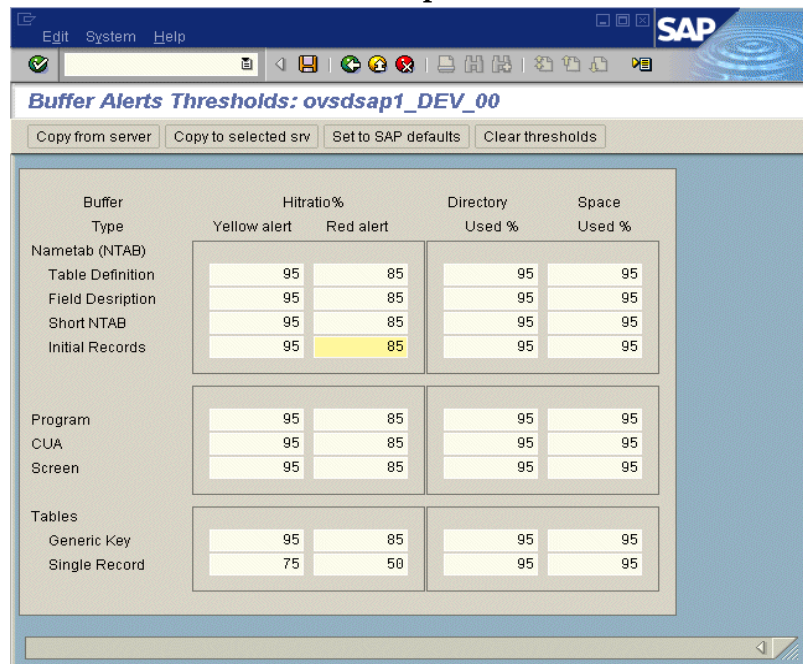 Edit System Help
SAP
Buffer Alerts Thresholds: ovsdsap1_DEV_00
Copy from server Copy to selected srv Set to SAP defaults Clear thresholds
Buffer Hitratio% Directory Space
Type Yellow alert Red alert Used % Used %
Nametab (NTAB)
Table Definition 95 85 95 95
Field Desription 95 85 95 95
Short NTAB 95 85 95 95
Initial Records 95 85 95 95
Program 95 85 95 95
CUA 95 85 95 95
Screen 95 85 95 95
Tables
Generic Key 95 85 95 95
Single Record 75 50 95 95